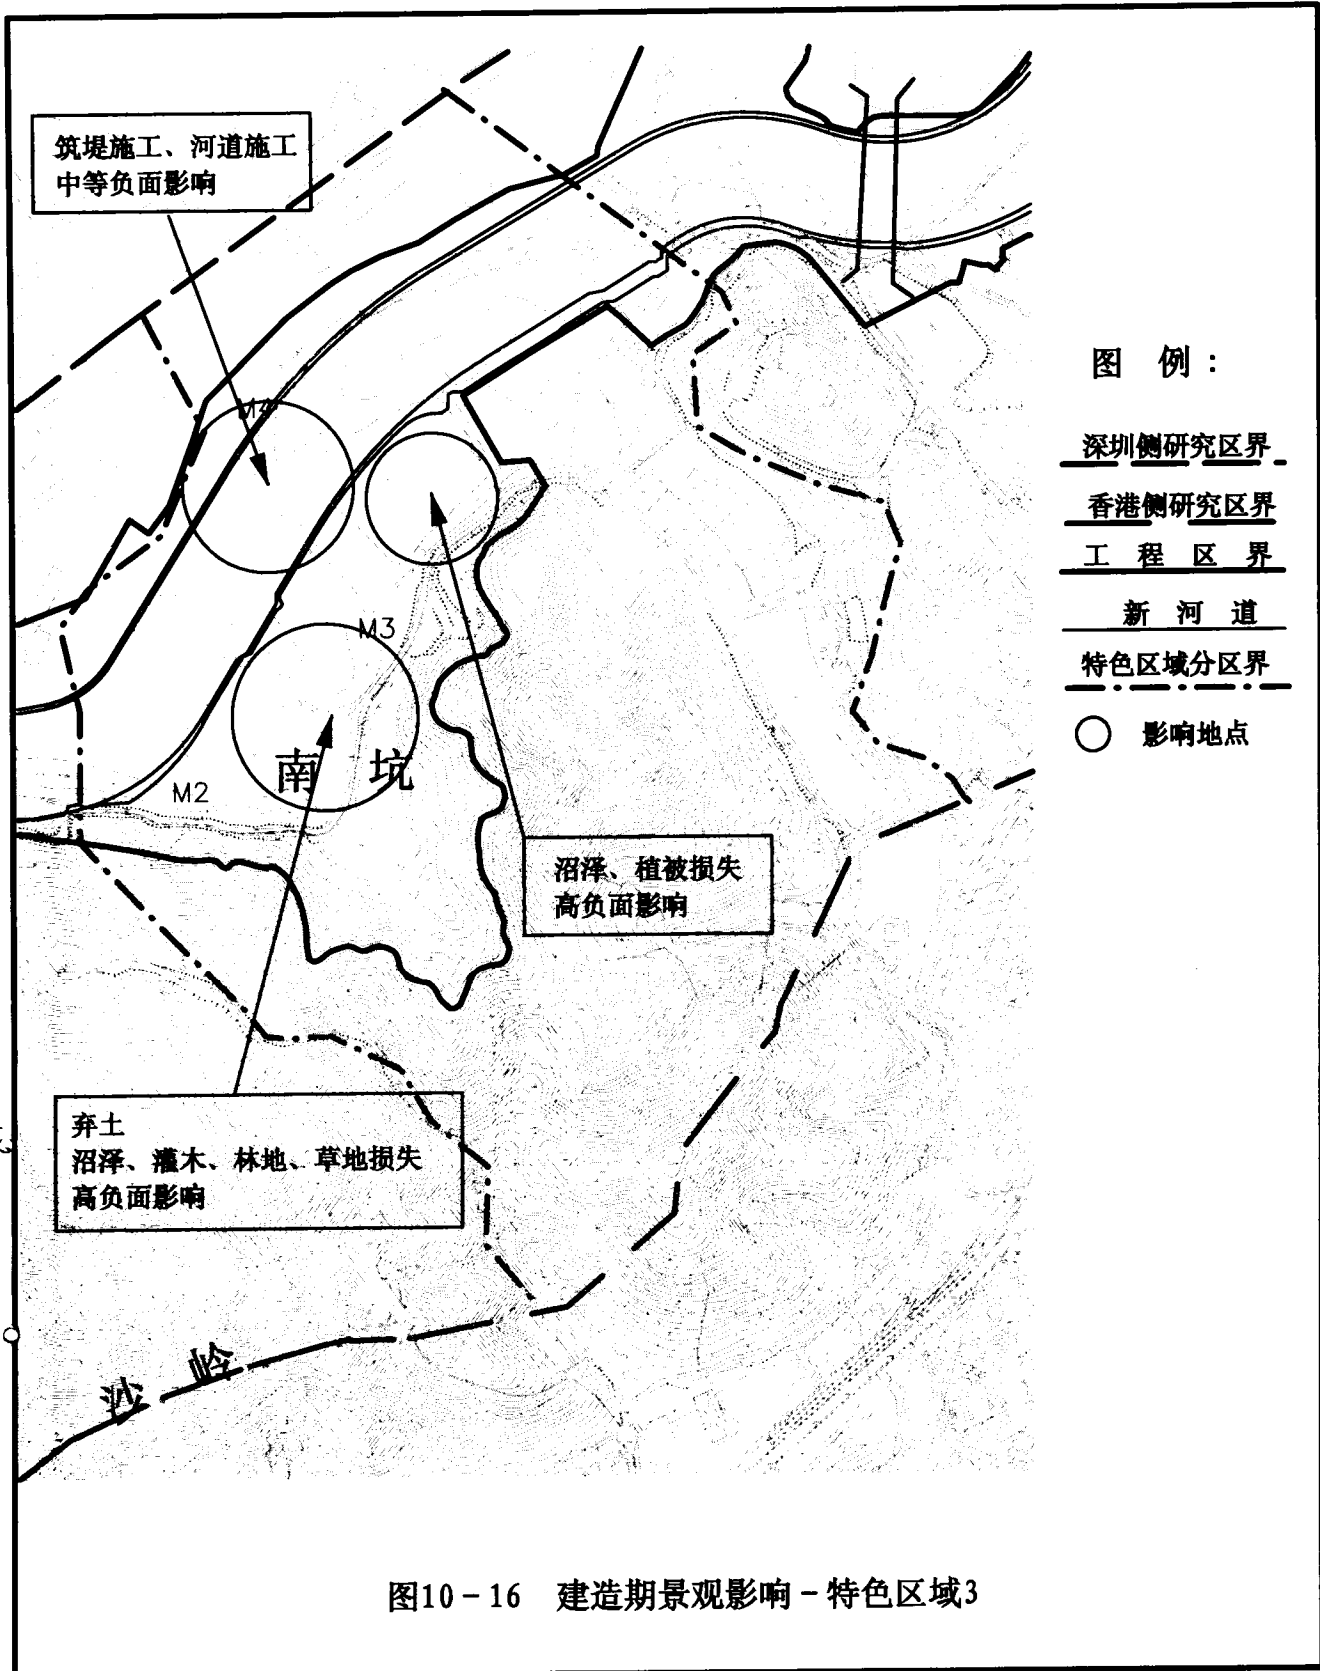 筑堤施工、河道施工
中等负面影响
M4
M3
南 坑
M2
沼泽、植被损失
高负面影响
弃土
沼泽、灌木、林地、草地损失
高负面影响
沙 岭
图 例：
深圳侧研究区界
香港侧研究区界
工 程 区 界
新 河 道
特色区域分区界
影响地点
图10－16 建造期景观影响－特色区域3